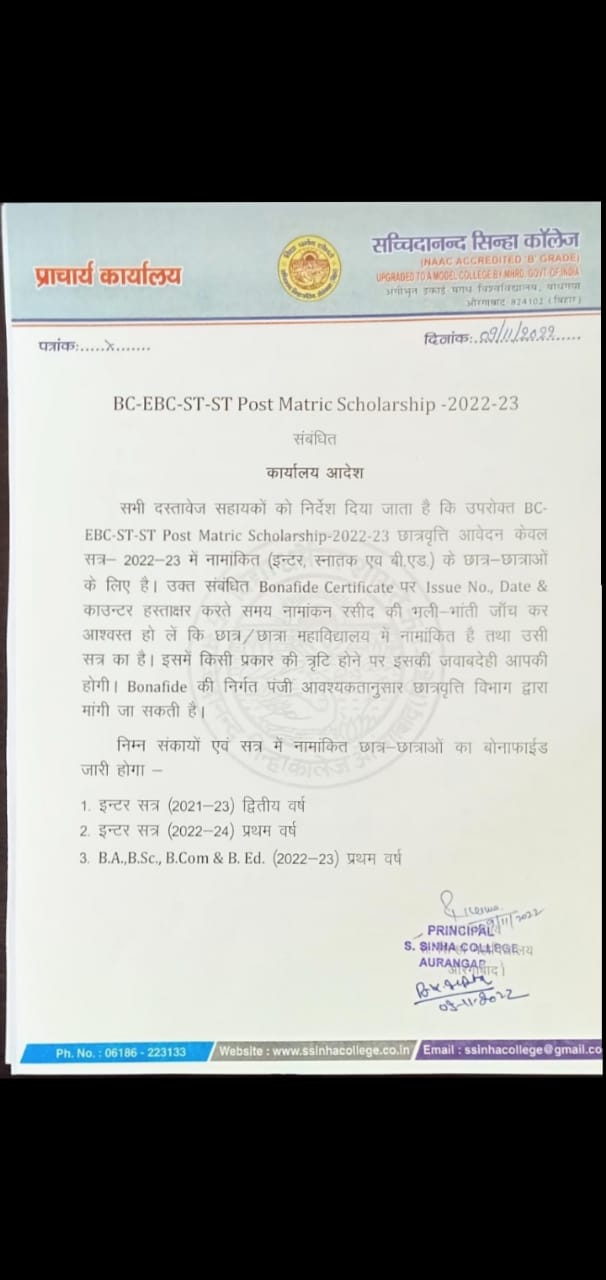 प्राचार्य कार्यालय
सच्चिदानन्द सिन्हा कॉलेज
(NAAC ACCREDITED 'B' GRADE)
UPGRADED TO A MODEL COLLEGE BY MHRD, GOVT OF INDIA
अंगीभूत इकाई मगध विश्वविद्यालय, बोधगया
औरंगाबाद 824102 (बिहार)
पत्रांक:.....x.......
दिनांक:..09/11/2022.....
BC-EBC-ST-ST Post Matric Scholarship -2022-23
संबंधित
कार्यालय आदेश
सभी दस्तावेज सहायकों को निर्देश दिया जाता है कि उपरोक्त BC-
EBC-ST-ST Post Matric Scholarship-2022-23 छात्रवृत्ति आवेदन केवल
सत्र– 2022-23 में नामांकित (इन्टर, स्नातक एव बी.एड.) के छात्र–छात्राओं
के लिए है। उक्त संबंधित Bonafide Certificate पर Issue No., Date &
काउन्टर हस्ताक्षर करते समय नामांकन रसीद की भली–भांती जाँच कर
आश्वस्त हो लें कि छात्र/छात्रा महाविद्यालय में नामांकित है तथा उसी
सत्र का है। इसमें किसी प्रकार की त्रृटि होने पर इसकी जवाबदेही आपकी
होगी। Bonafide की निर्गत पंजी आवश्यकतानुसार छात्रवृत्ति विभाग द्वारा
मांगी जा सकती है।
निम्न संकायों एवं सत्र में नामांकित छात्र–छात्राओं का बोनाफाईड
जारी होगा –
1. इन्टर सत्र (2021–23) द्वितीय वर्ष
2. इन्टर सत्र (2022–24) प्रथम वर्ष
3. B.A.,B.Sc., B.Com & B. Ed. (2022–23) प्रथम वर्ष
09/11/2022
PRINCIPAL
S. SINHA COLLEGE
AURANGAB
09-11-2022
Ph. No. : 06186 - 223133
Website : www.ssinhacollege.co.in
Email : ssinhacollege@gmail.co